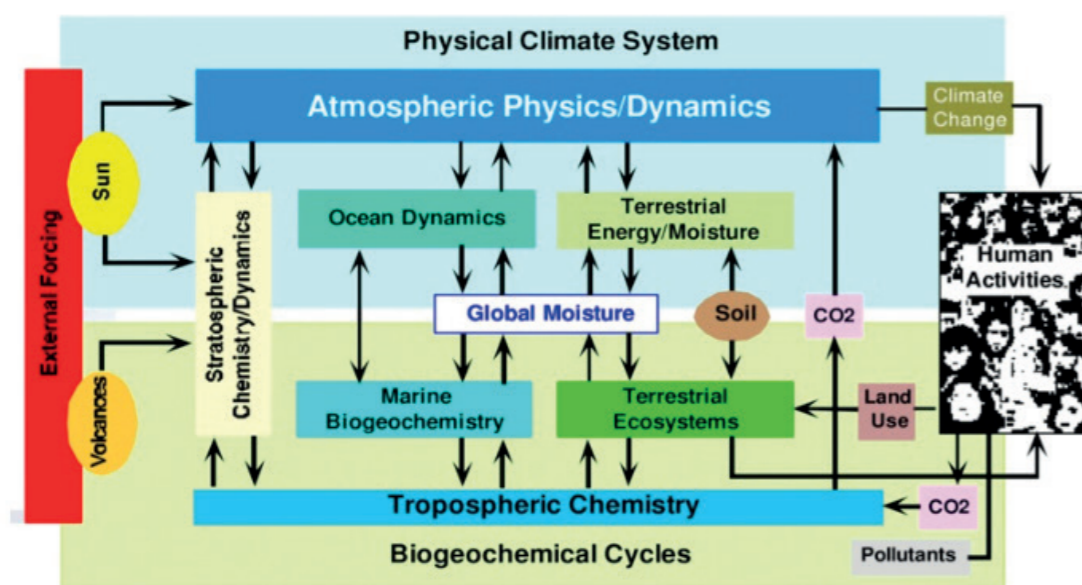 Physical Climate System
Atmospheric Physics/Dynamics
Climate
Change
External Forcing
Sun
Ocean Dynamics
Terrestrial
Energy/Moisture
Stratospheric
Chemistry/Dynamics
Human
Activities
Global Moisture
Soil
CO2
Volcanoes
Marine
Biogeochemistry
Terrestrial
Ecosystems
Land
Use
Tropospheric Chemistry
CO2
Biogeochemical Cycles
Pollutants